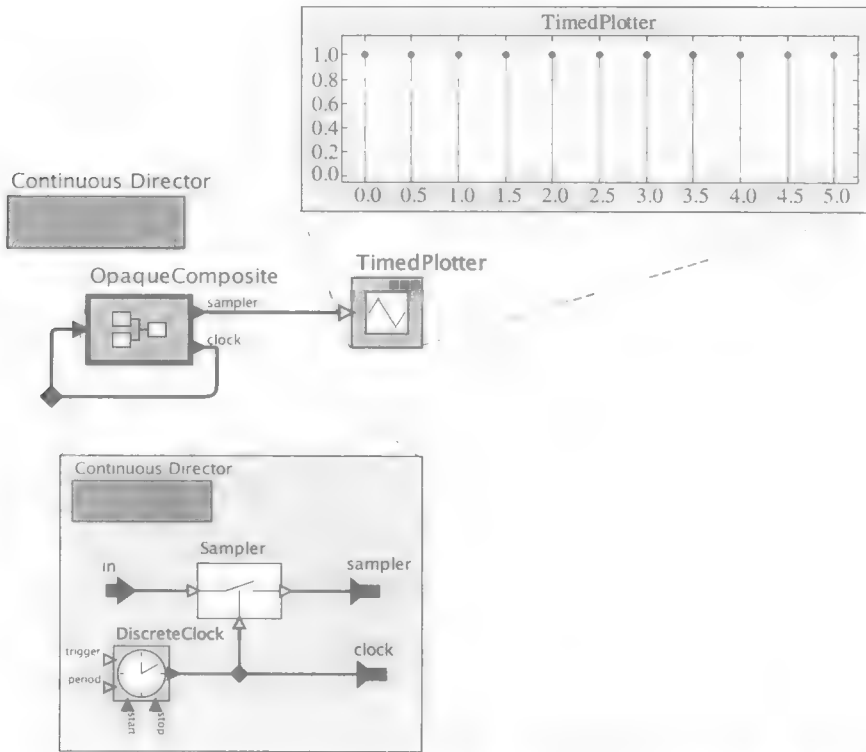 TimedPlotter
1.0
0.8
0.6
0.4
0.2
0.0
0.0 0.5 1.0 1.5 2.0 2.5 3.0 3.5 4.0 4.5 5.0
Continuous Director
OpaqueComposite
sampler
clock
TimedPlotter
Continuous Director
Sampler
in
sampler
DiscreteClock
trigger
period
start
stop
clock